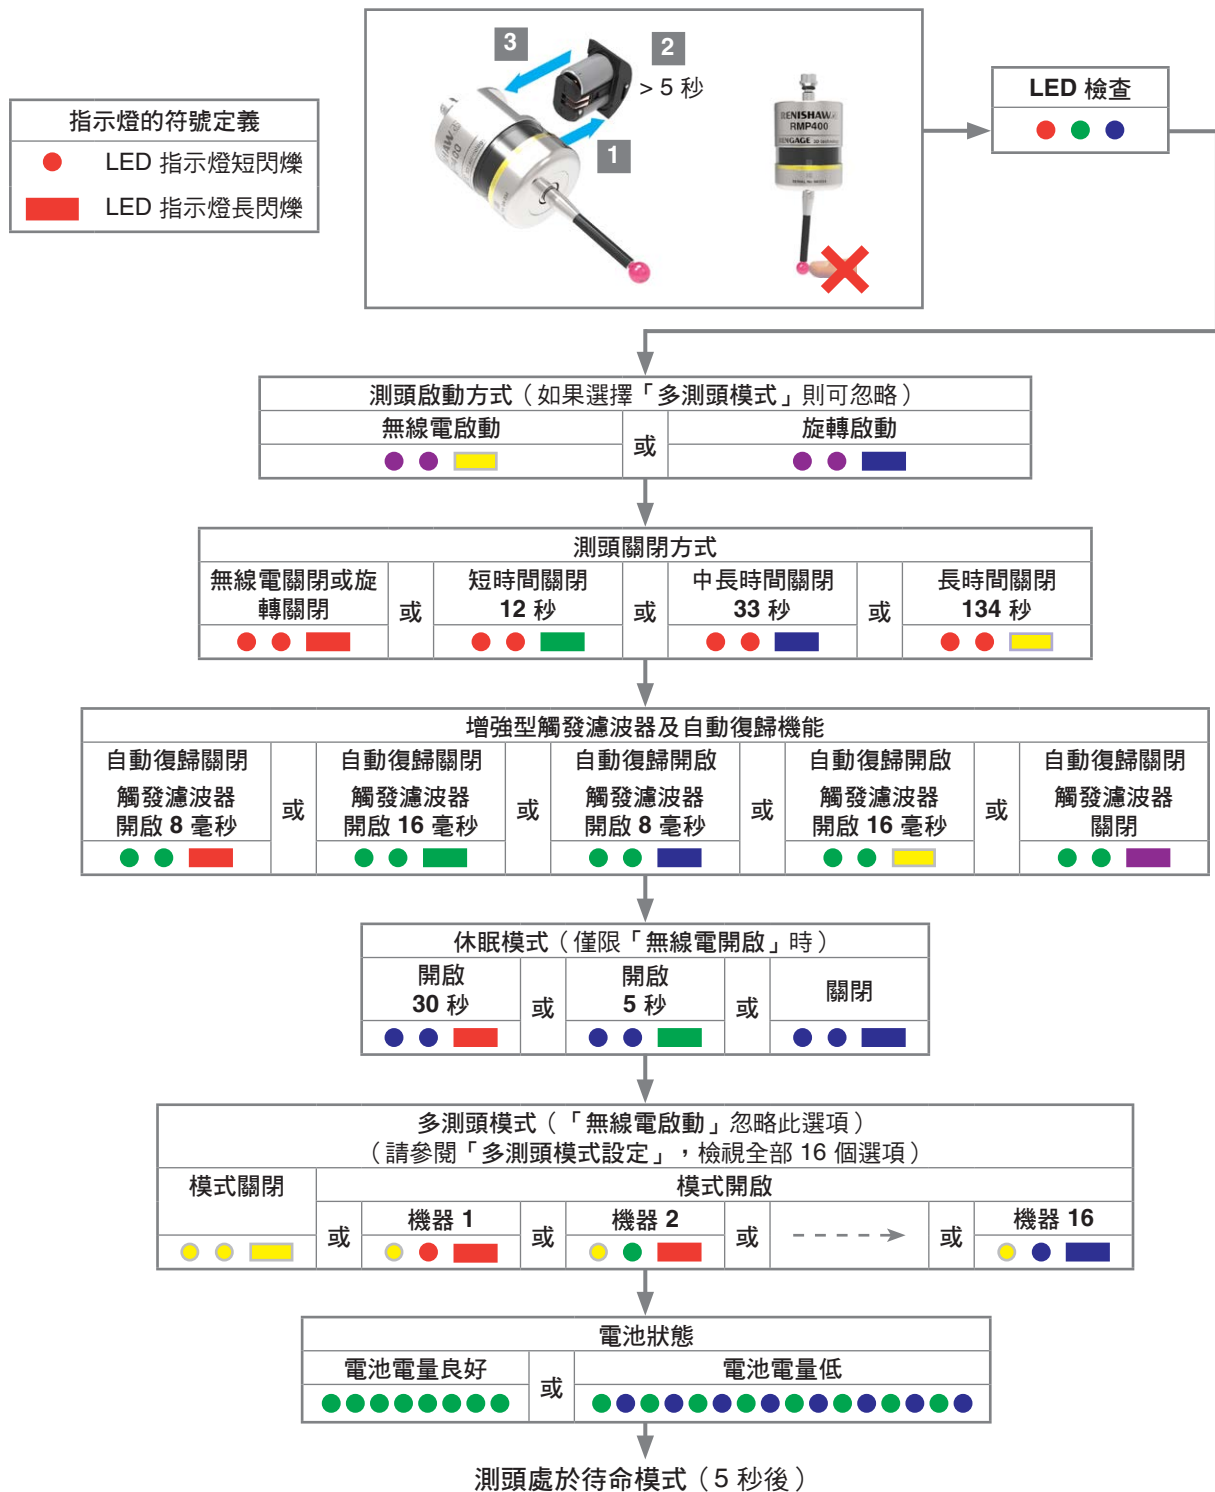 指示燈的符號定義
LED 指示燈短閃爍
LED 指示燈長閃爍
3
2
> 5 秒
1
RENISHAW
RMP400
RENGAGE
LED 檢查
測頭啟動方式（如果選擇「多測頭模式」則可忽略）
無線電啟動
或
旋轉啟動
測頭關閉方式
無線電關閉或旋
轉關閉
或
短時間關閉
12 秒
或
中長時間關閉
33 秒
或
長時間關閉
134 秒
增強型觸發濾波器及自動復歸機能
自動復歸關閉
觸發濾波器
開啟 8 毫秒
或
自動復歸關閉
觸發濾波器
開啟 16 毫秒
或
自動復歸開啟
觸發濾波器
開啟 8 毫秒
或
自動復歸開啟
觸發濾波器
開啟 16 毫秒
或
自動復歸關閉
觸發濾波器
關閉
休眠模式（僅限「無線電開啟」時）
開啟
30 秒
或
開啟
5 秒
或
關閉
多測頭模式（「無線電啟動」忽略此選項）
（請參閱「多測頭模式設定」，檢視全部 16 個選項）
模式關閉
模式開啟
或
機器 1
或
機器 2
或
或
機器 16
電池狀態
電池電量良好
或
電池電量低
測頭處於待命模式（5 秒後）